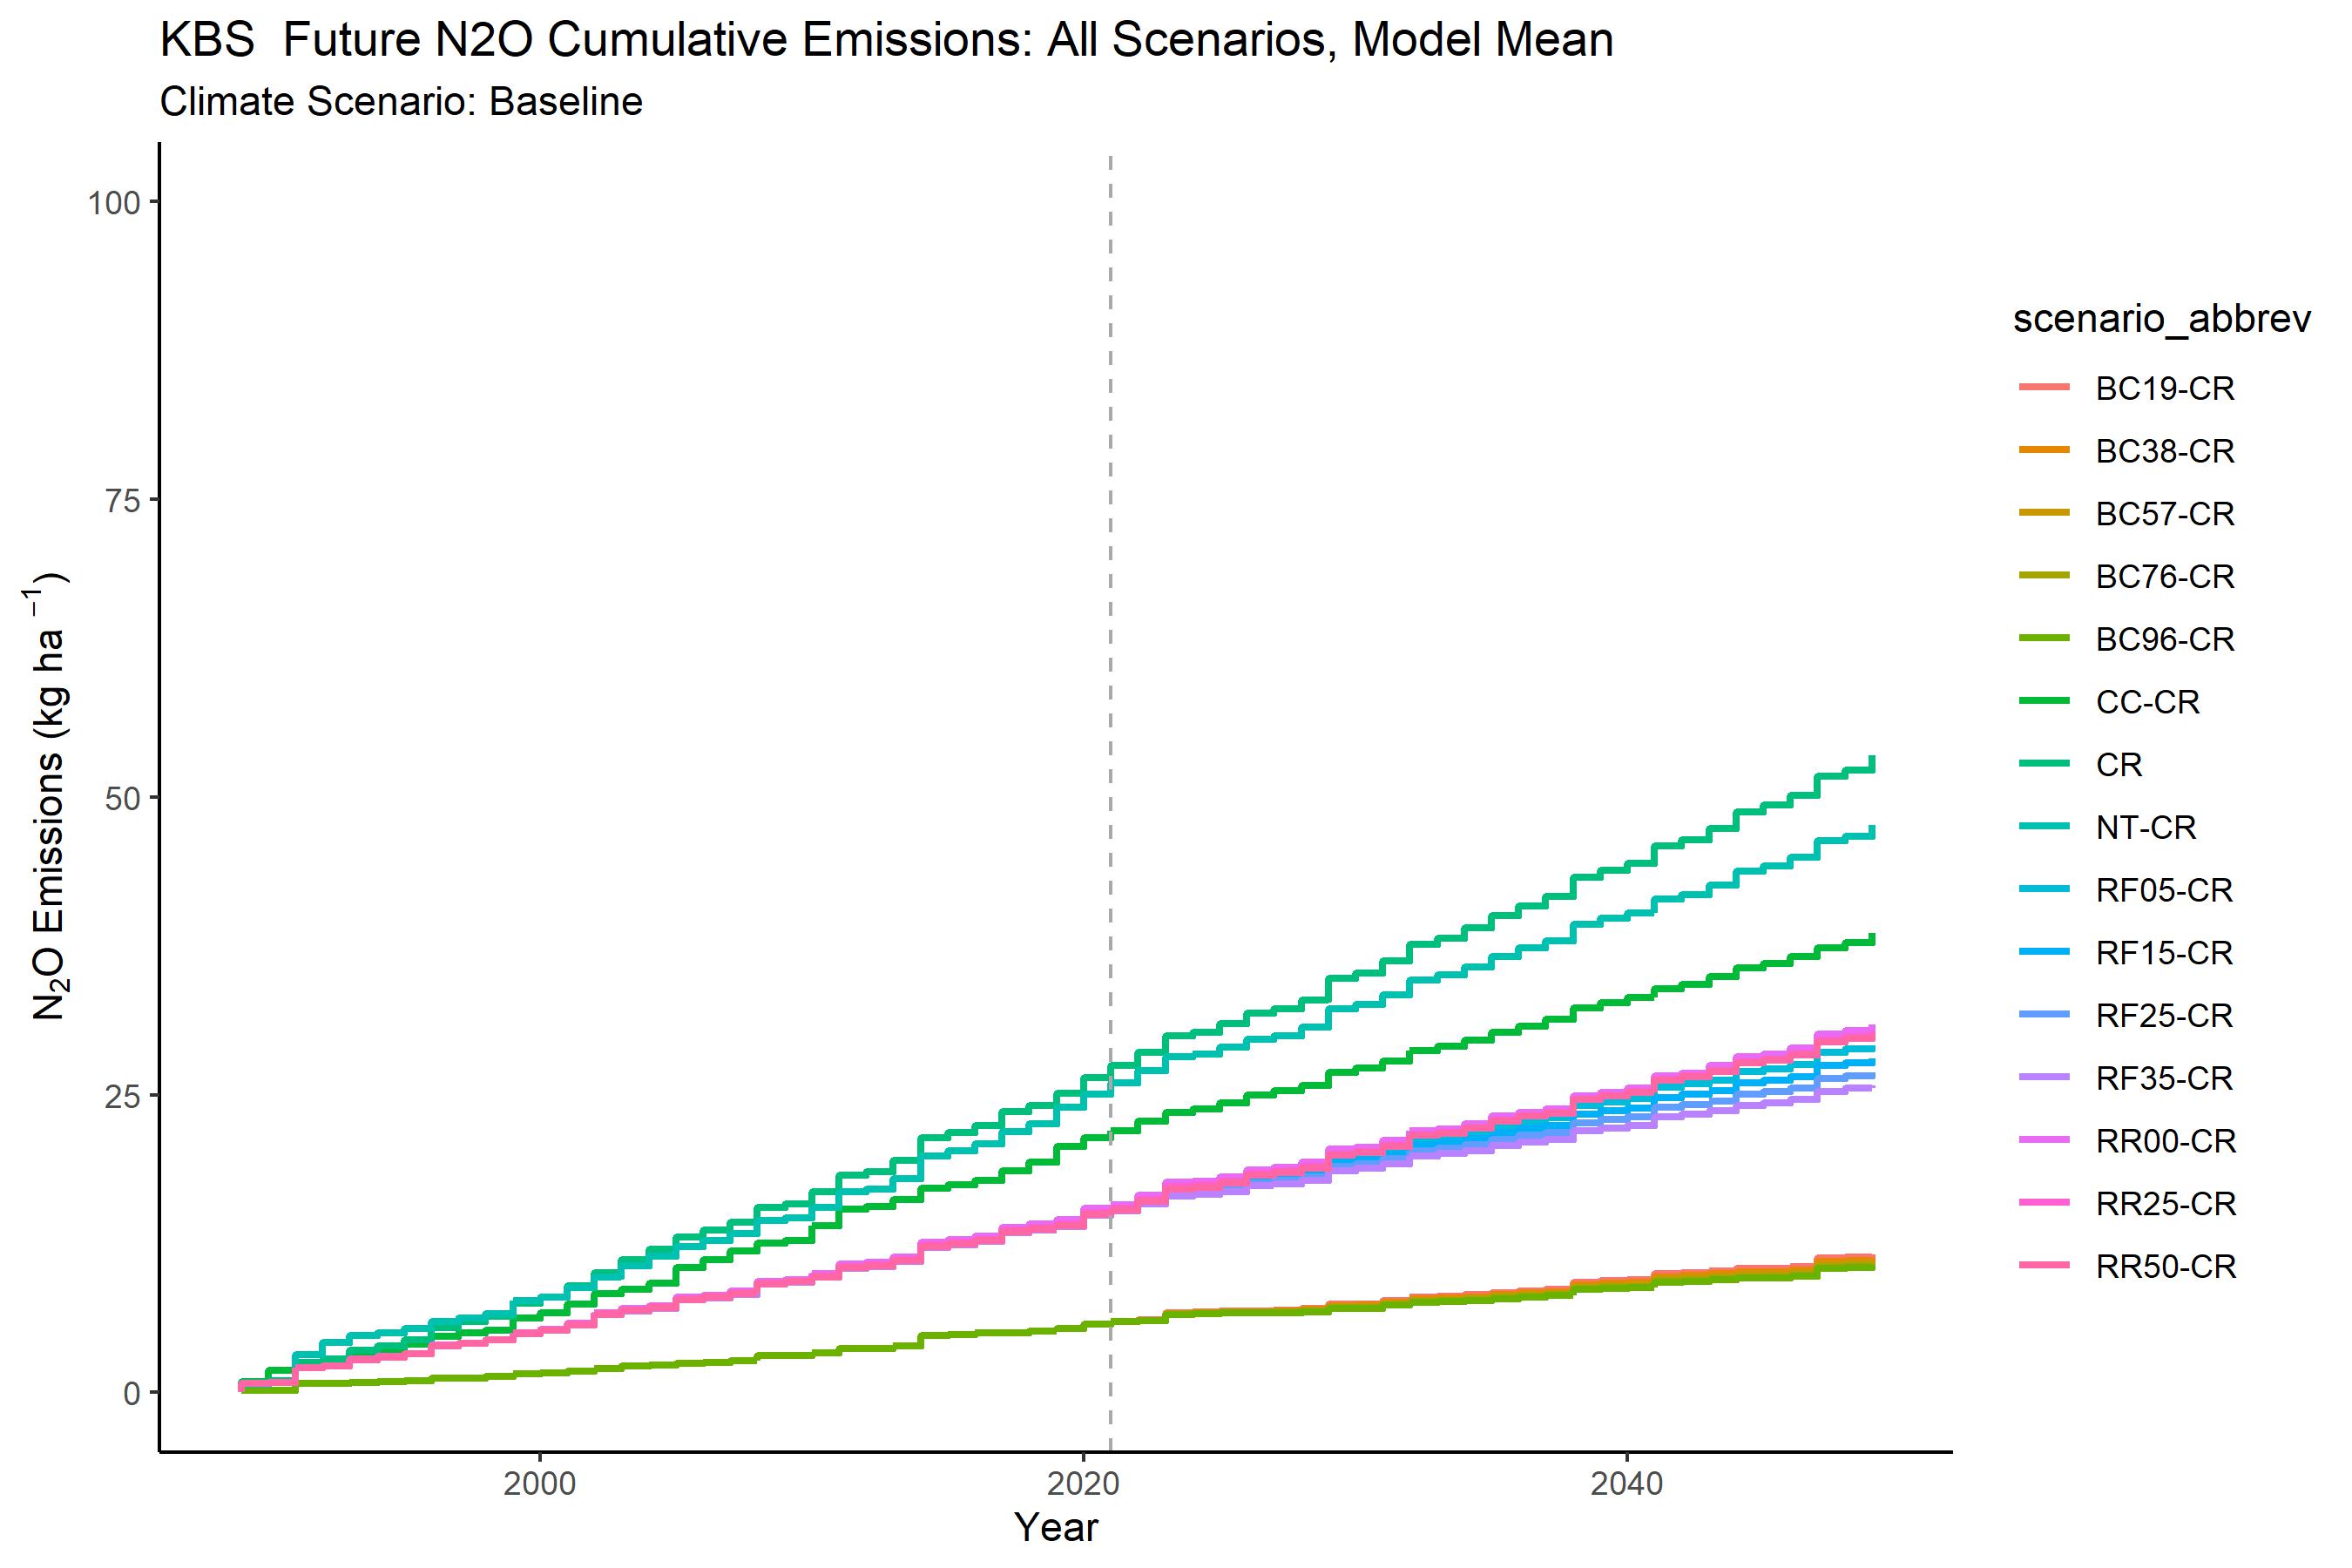 KBS  Future N2O Cumulative Emissions: All Scenarios, Model Mean
Climate Scenario: Baseline
N₂O Emissions (kg ha ⁻¹)
100
75
50
25
0
2000
2020
2040
Year
scenario_abbrev
BC19-CR
BC38-CR
BC57-CR
BC76-CR
BC96-CR
CC-CR
CR
NT-CR
RF05-CR
RF15-CR
RF25-CR
RF35-CR
RR00-CR
RR25-CR
RR50-CR